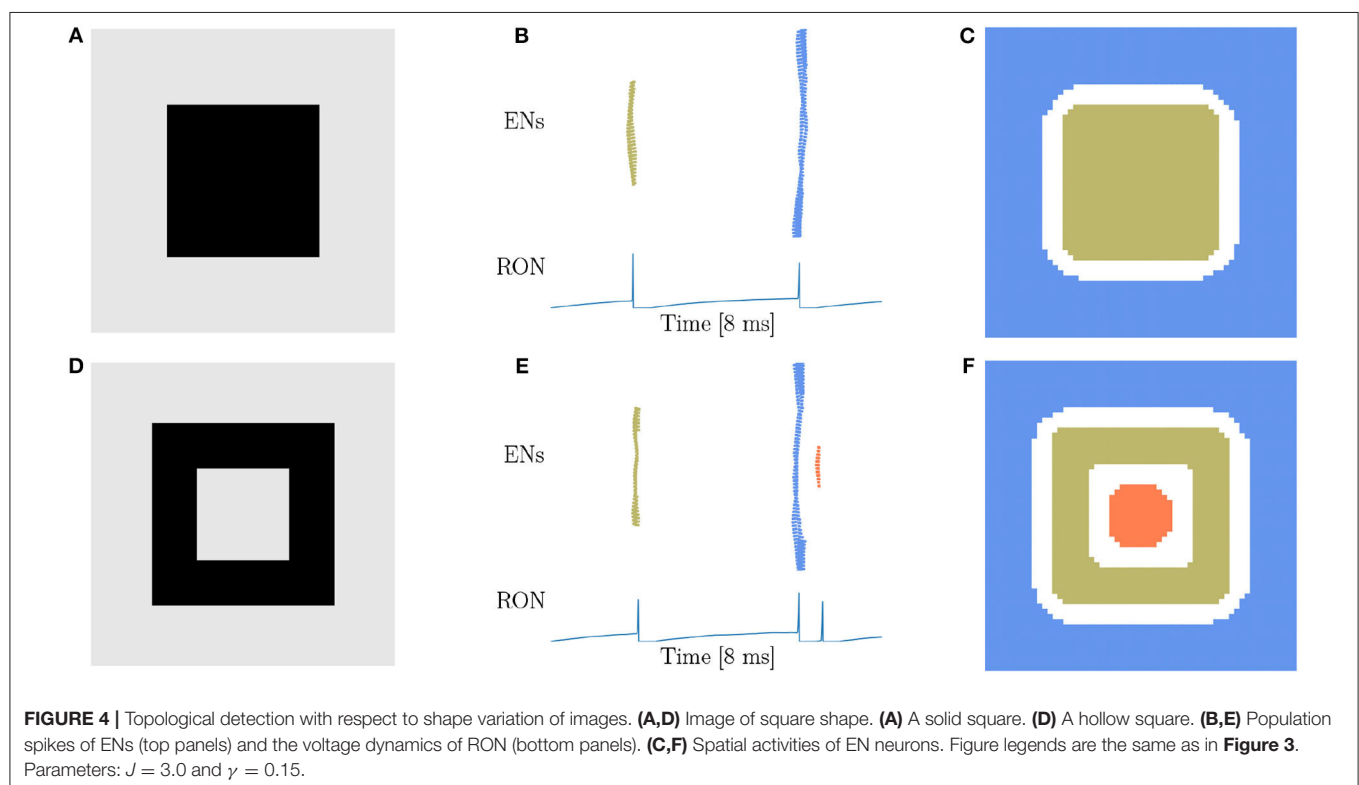 A
B
C
ENs
RON
Time [8 ms]
D
E
F
ENs
RON
Time [8 ms]
FIGURE 4 | Topological detection with respect to shape variation of images. (A,D) Image of square shape. (A) A solid square. (D) A hollow square. (B,E) Population
spikes of ENs (top panels) and the voltage dynamics of RON (bottom panels). (C,F) Spatial activities of EN neurons. Figure legends are the same as in Figure 3.
Parameters: J = 3.0 and γ = 0.15.